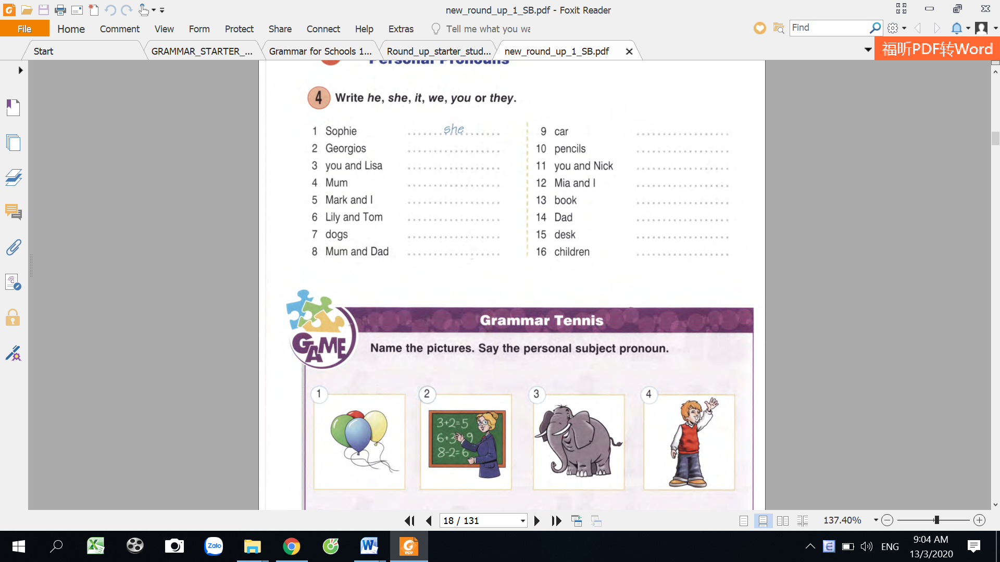 new_round_up_1_SB.pdf - Foxit Reader
File Home Comment View Form Protect Share Connect Help Extras Tell me what you wa Find
Start GRAMMAR_STARTER_... Grammar for Schools 1... Round_up_starter_stud... new_round_up_1_SB.pdf 福昕PDF转Word
Personal Pronouns
4 Write he, she, it, we, you or they.
1 Sophie she
2 Georgios
3 you and Lisa
4 Mum
5 Mark and I
6 Lily and Tom
7 dogs
8 Mum and Dad
9 car
10 pencils
11 you and Nick
12 Mia and I
13 book
14 Dad
15 desk
16 children
GAME
Grammar Tennis
Name the pictures. Say the personal subject pronoun.
1 2 3 4
3+2=5
6+3 9
8-2=6
18 / 131 137.40%
Zalo PDF ENG
9:04 AM
13/3/2020